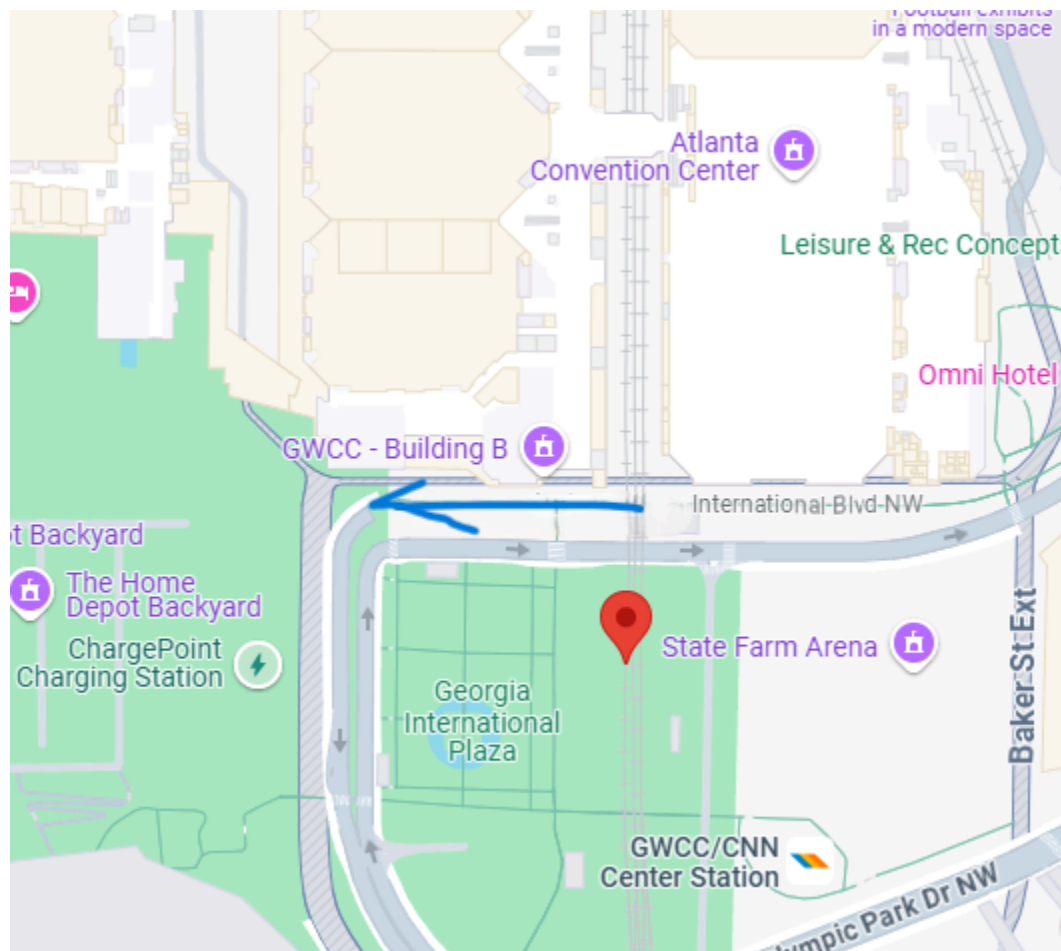 Football exhibits
in a modern space
Atlanta
Convention Center
Leisure & Rec Concept
Omni Hotel
GWCC - Building B
International Blvd NW
ot Backyard
The Home
Depot Backyard
ChargePoint
Charging Station
State Farm Arena
Georgia
International
Plaza
Baker St Ext
GWCC/CNN
Center Station
lympic Park Dr NW